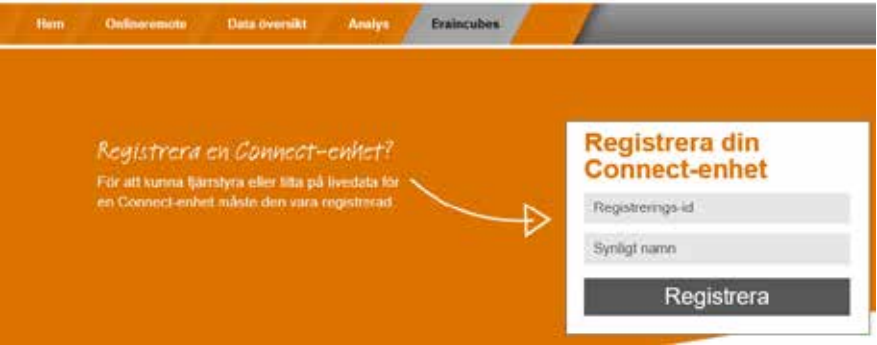 Hem Onlineremote Data översikt Analys Eraincubes
Registrera en Connect-enhet?
För att kunna fjärrstyra eller titta på livedata för
en Connect-enhet måste den vara registrerad
Registrera din
Connect-enhet
Registrerings-id
Synligt namn
Registrera